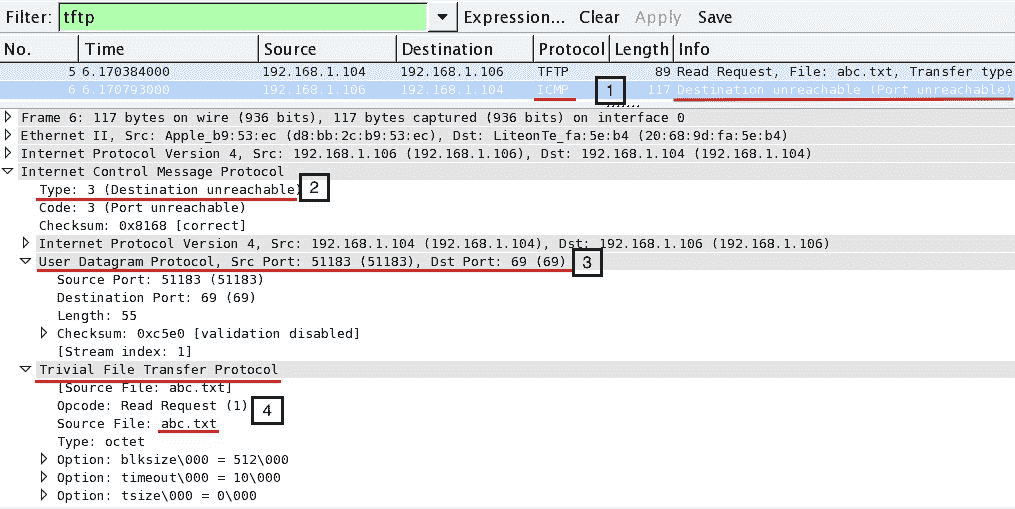 Filter: tftp Expression... Clear Apply Save
No. Time Source Destination Protocol Length Info
5 6.170384000 192.168.1.104 192.168.1.106 TFTP 89 Read Request, File: abc.txt, Transfer type
6 6.170793000 192.168.1.106 192.168.1.104 ICMP 1 117 Destination unreachable (Port unreachable)
Frame 6: 117 bytes on wire (936 bits), 117 bytes captured (936 bits) on interface 0
Ethernet II, Src: Apple_b9:53:ec (d8:bb:2c:b9:53:ec), Dst: LiteonTe_fa:5e:b4 (20:68:9d:fa:5e:b4)
Internet Protocol Version 4, Src: 192.168.1.106 (192.168.1.106), Dst: 192.168.1.104 (192.168.1.104)
Internet Control Message Protocol
Type: 3 (Destination unreachable) 2
Code: 3 (Port unreachable)
Checksum: 0x8168 [correct]
Internet Protocol Version 4, Src: 192.168.1.104 (192.168.1.104), Dst: 192.168.1.106 (192.168.1.106)
User Datagram Protocol, Src Port: 51183 (51183), Dst Port: 69 (69) 3
Source Port: 51183 (51183)
Destination Port: 69 (69)
Length: 55
Checksum: 0xc5e0 [validation disabled]
[Stream index: 1]
Trivial File Transfer Protocol
[Source File: abc.txt]
Opcode: Read Request (1) 4
Source File: abc.txt
Type: octet
Option: blksize\000 = 512\000
Option: timeout\000 = 10\000
Option: tsize\000 = 0\000